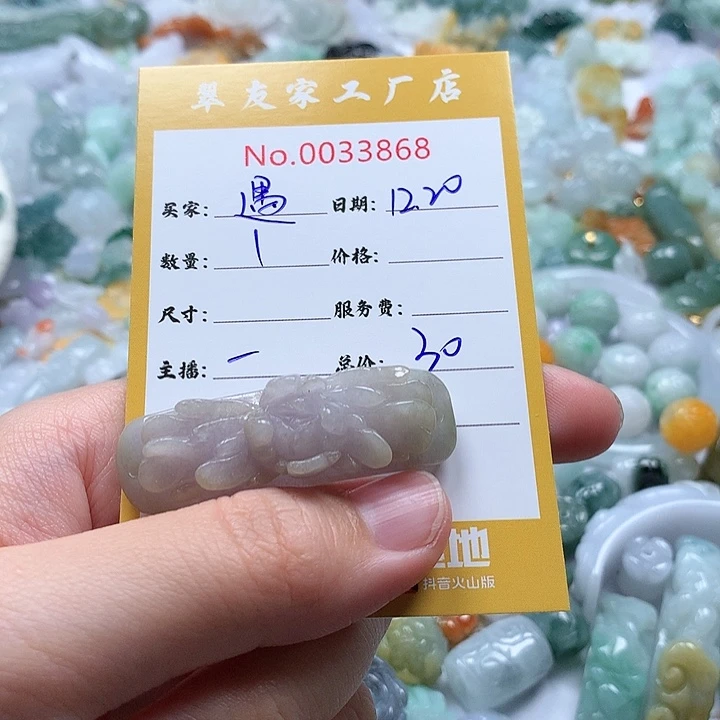 翠友家工厂店
No.0033868
买家: 遇 日期: 12.20
数量: 1 价格:
尺寸: 服务费:
主播: 一 总价: 30
地
抖音火山版